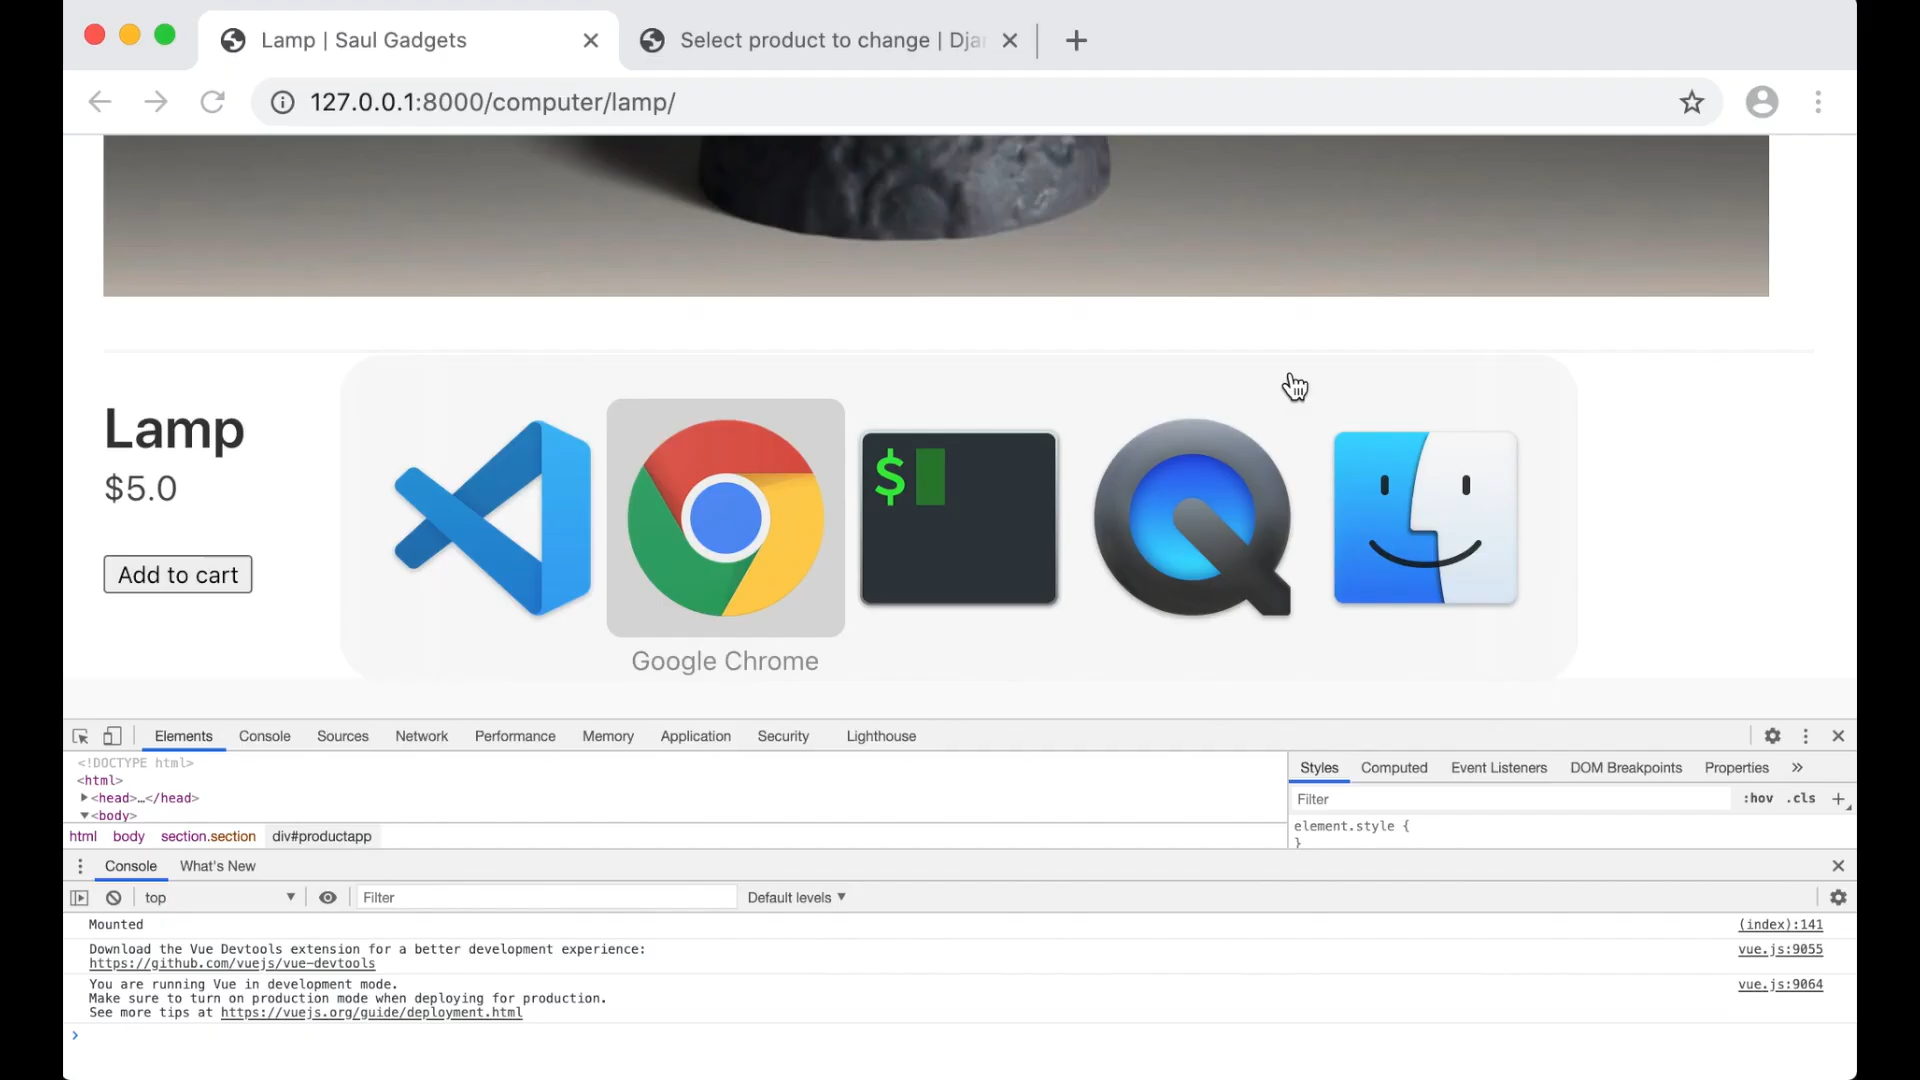 Lamp | Saul Gadgets
Select product to change | Djan
127.0.0.1:8000/computer/lamp/
Lamp
$5.0
Add to cart
$
Google Chrome
Elements Console Sources Network Performance Memory Application Security Lighthouse
<!DOCTYPE html>
<html>
<head>…</head>
<body>
html body section.section div#productapp
Styles Computed Event Listeners DOM Breakpoints Properties »
Filter :hov .cls +
element.style {
}
Console What's New
top Filter Default levels
Mounted (index):141
Download the Vue Devtools extension for a better development experience: vue.js:9055
https://github.com/vuejs/vue-devtools
You are running Vue in development mode. vue.js:9064
Make sure to turn on production mode when deploying for production.
See more tips at https://vuejs.org/guide/deployment.html